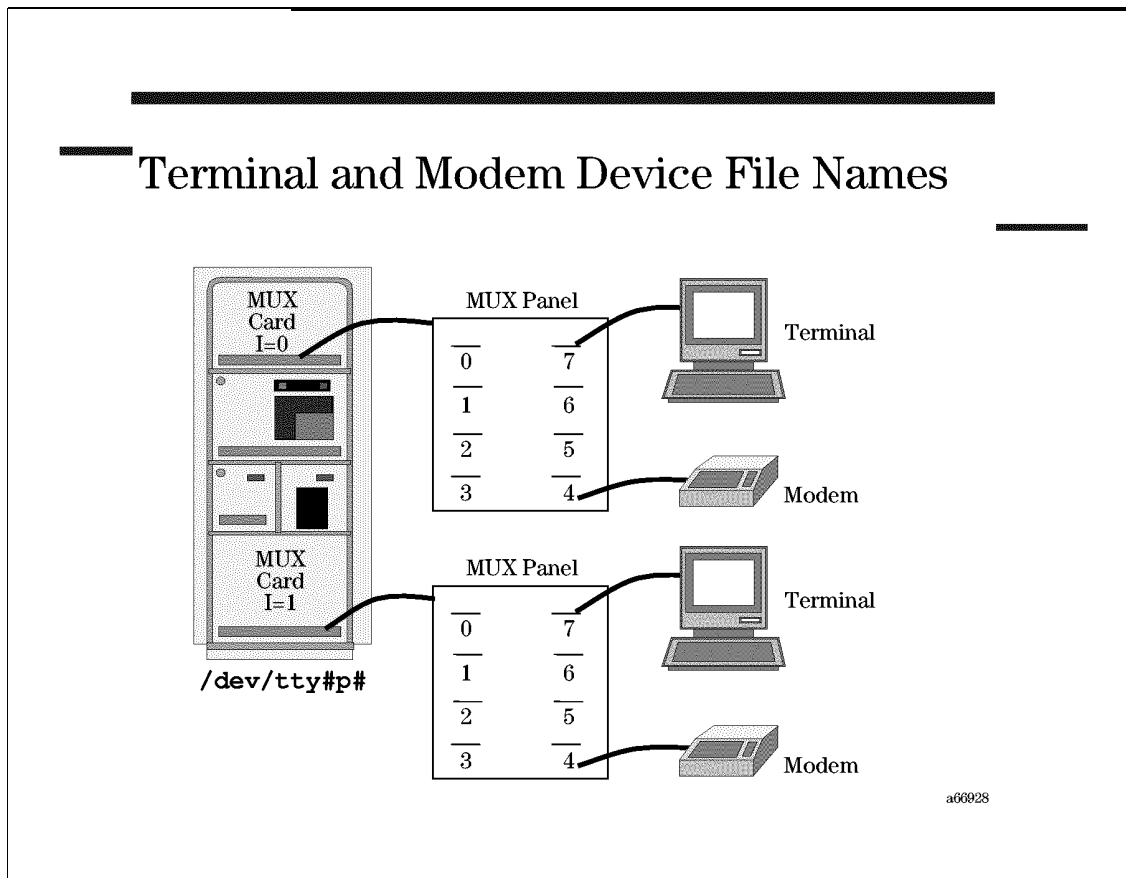 Terminal and Modem Device File Names
MUX
Card
I=0
MUX Panel
0 7
1 6
2 5
3 4
Terminal
Modem
MUX
Card
I=1
/dev/tty#p#
MUX Panel
0 7
1 6
2 5
3 4
Terminal
Modem
a66928